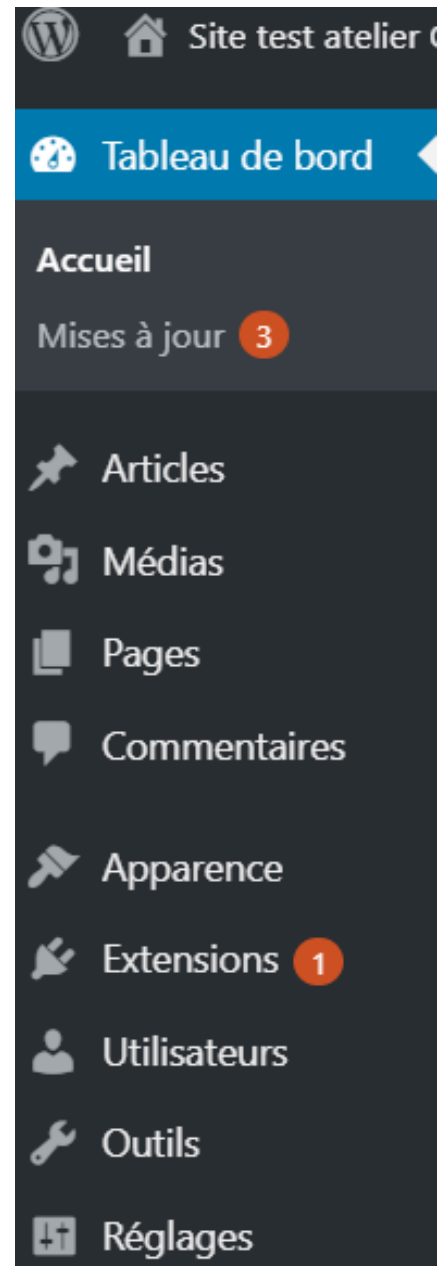 Site test atelier
Tableau de bord
Accueil
Mises à jour 3
Articles
Médias
Pages
Commentaires
Apparence
Extensions 1
Utilisateurs
Outils
Réglages